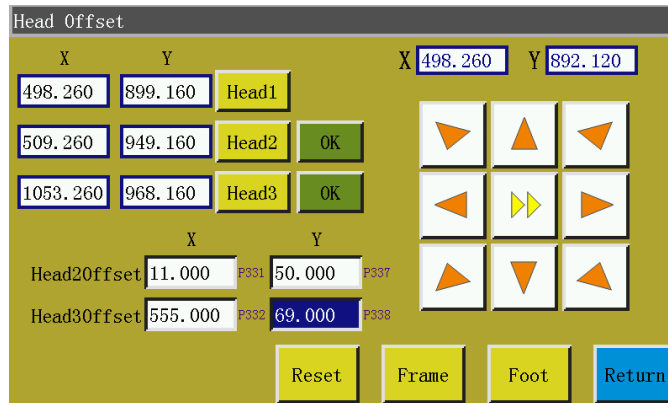 Head Offset
X Y
X 498.260 Y 892.120
498.260 899.160 Head1
509.260 949.160 Head2 OK
1053.260 968.160 Head3 OK
X Y
Head2Offset 11.000 P331 50.000 P337
Head3Offset 555.000 P332 69.000 P338
Reset Frame Foot Return